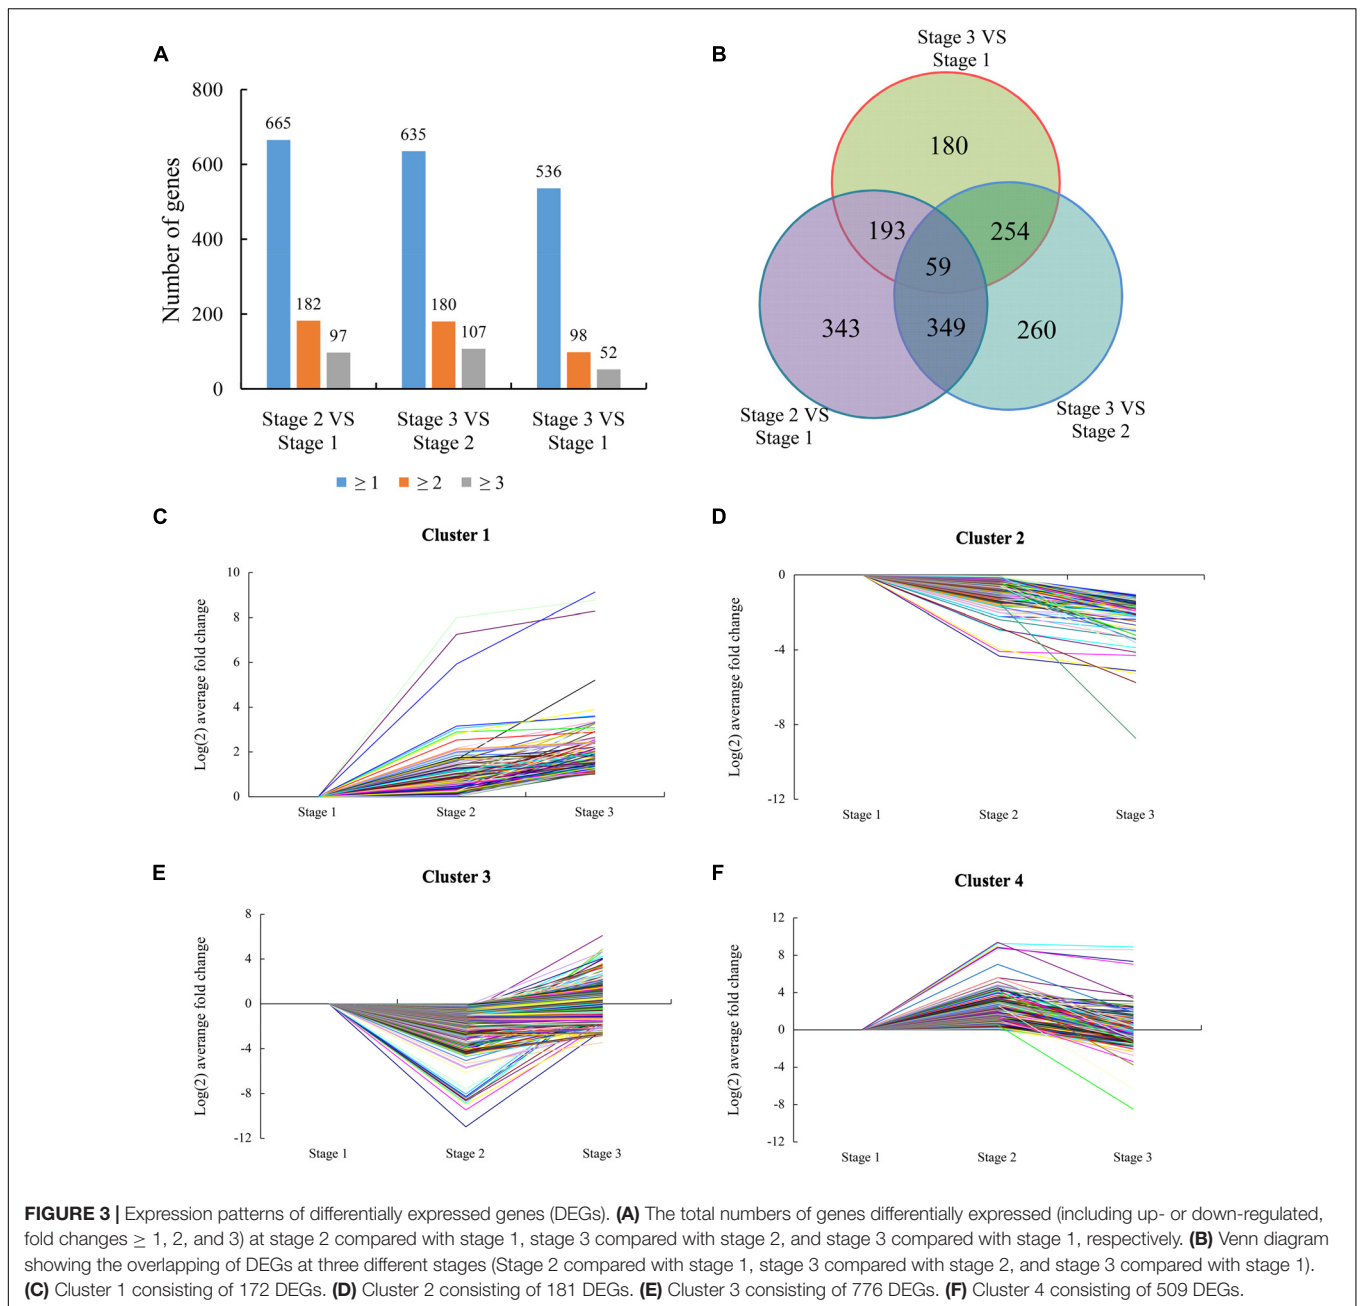 A
800
600
400
200
0
Number of genes
665
182
97
635
180
107
536
98
52
Stage 2 VS
Stage 1
Stage 3 VS
Stage 2
Stage 3 VS
Stage 1
≥ 1
≥ 2
≥ 3
B
Stage 3 VS
Stage 1
180
193
254
59
343
349
260
Stage 2 VS
Stage 1
Stage 3 VS
Stage 2
C
Cluster 1
Log(2) average fold change
10
8
6
4
2
0
Stage 1
Stage 2
Stage 3
D
Cluster 2
Log(2) averange fold change
0
-4
-8
-12
Stage 1
Stage 2
Stage 3
E
Cluster 3
Log(2) average fold change
8
4
0
-4
-8
-12
Stage 1
Stage 2
Stage 3
F
Cluster 4
Log(2) average fold change
12
8
4
0
-4
-8
-12
Stage 1
Stage 2
Stage 3
FIGURE 3 | Expression patterns of differentially expressed genes (DEGs). (A) The total numbers of genes differentially expressed (including up- or down-regulated,
fold changes ≥ 1, 2, and 3) at stage 2 compared with stage 1, stage 3 compared with stage 2, and stage 3 compared with stage 1, respectively. (B) Venn diagram
showing the overlapping of DEGs at three different stages (Stage 2 compared with stage 1, stage 3 compared with stage 2, and stage 3 compared with stage 1).
(C) Cluster 1 consisting of 172 DEGs. (D) Cluster 2 consisting of 181 DEGs. (E) Cluster 3 consisting of 776 DEGs. (F) Cluster 4 consisting of 509 DEGs.